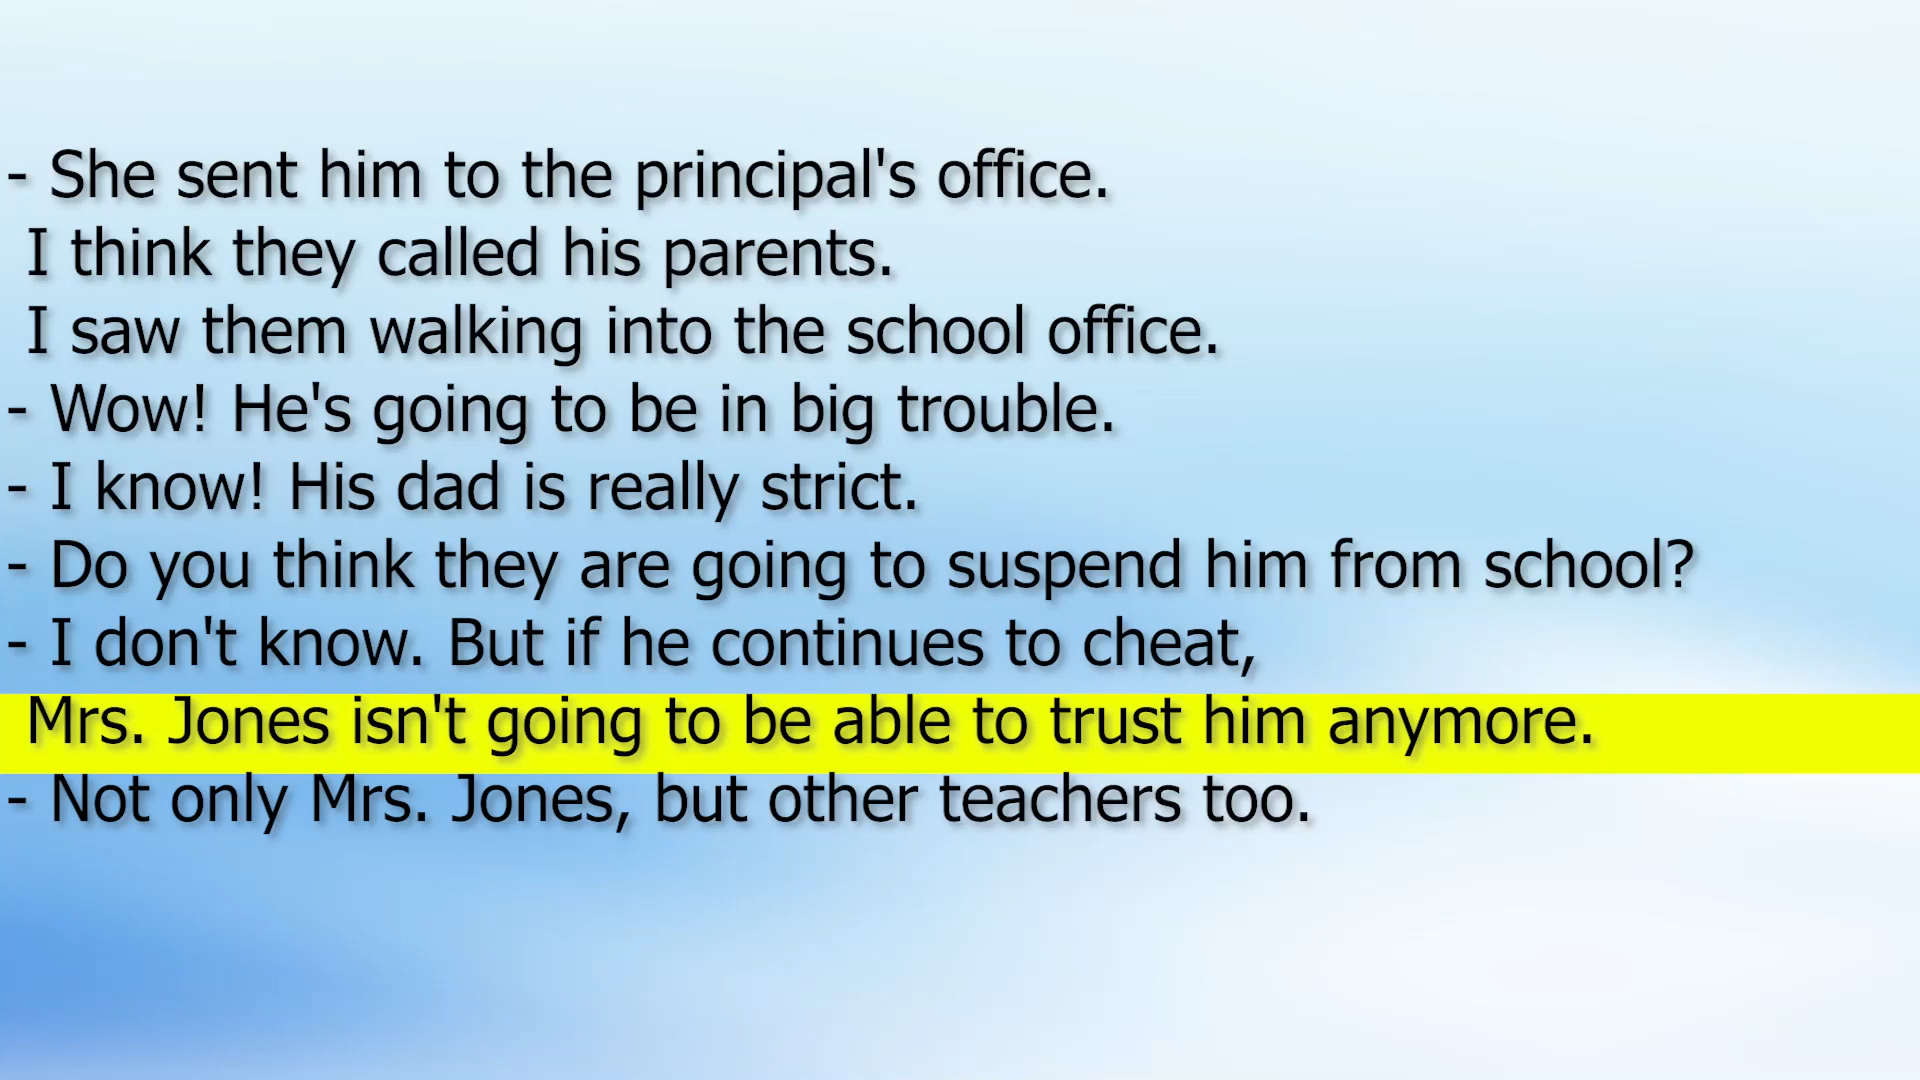 - She sent him to the principal's office.
I think they called his parents.
I saw them walking into the school office.
- Wow! He's going to be in big trouble.
- I know! His dad is really strict.
- Do you think they are going to suspend him from school?
- I don't know. But if he continues to cheat,
Mrs. Jones isn't going to be able to trust him anymore.
- Not only Mrs. Jones, but other teachers too.